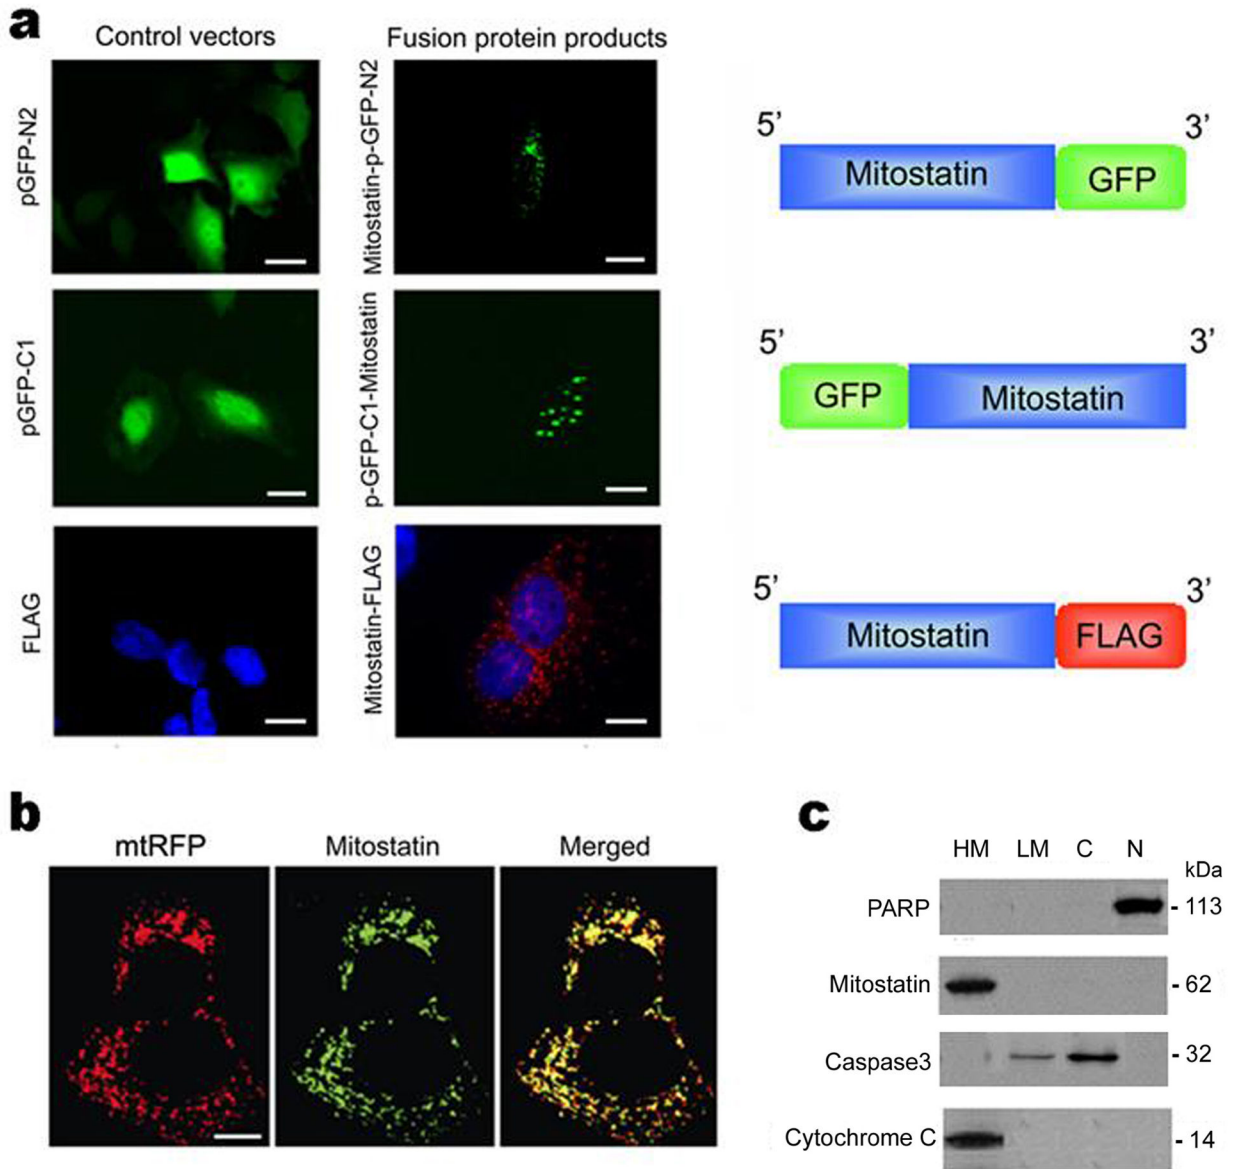 a
Control vectors
Fusion protein products
pGFP-N2
Mitostatin-p-GFP-N2
5’
3’
Mitostatin
GFP
pGFP-C1
p-GFP-C1-Mitostatin
5’
3’
GFP
Mitostatin
FLAG
Mitostatin-FLAG
5’
3’
Mitostatin
FLAG
b
mtRFP
Mitostatin
Merged
c
HM LM C N
kDa
PARP
- 113
Mitostatin
- 62
Caspase3
- 32
Cytochrome C
- 14